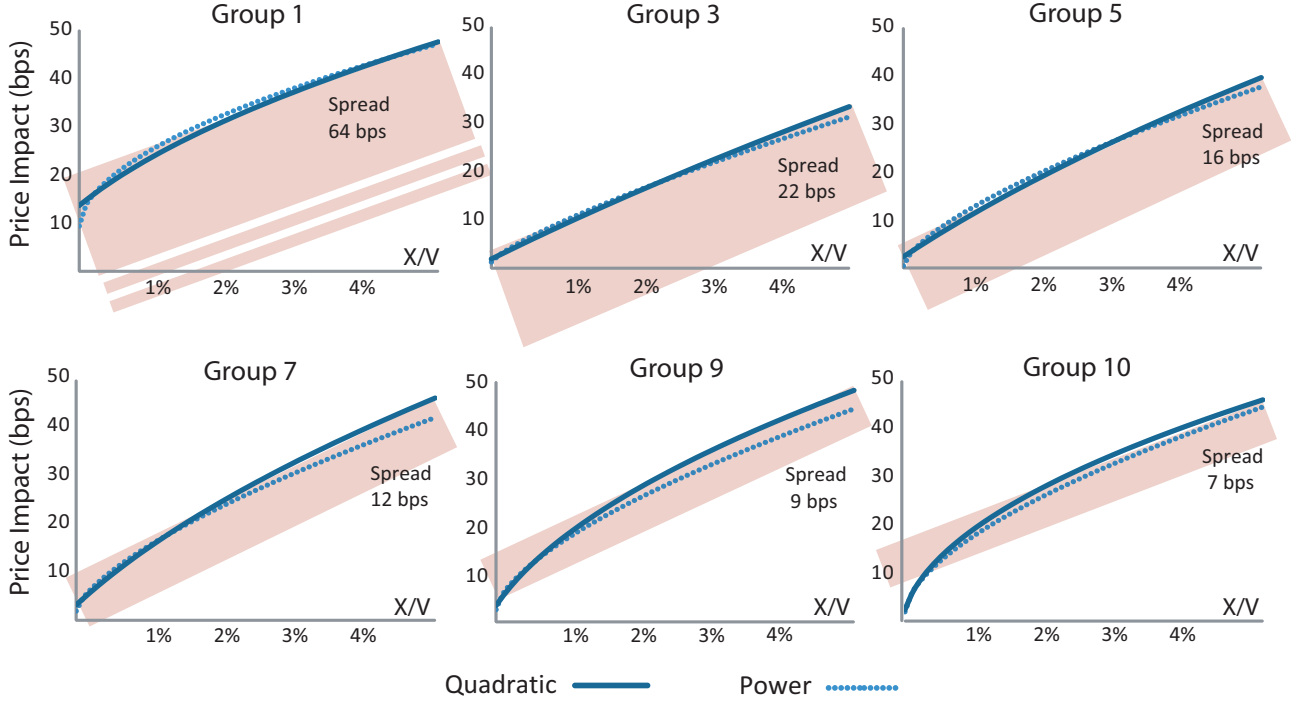 Group 1
Group 3
Group 5
Price Impact (bps)
50
40
30
20
10
Spread
64 bps
X/V
1%
2%
3%
4%
50
40
30
20
10
Spread
22 bps
X/V
1%
2%
3%
4%
50
40
30
20
10
Spread
16 bps
X/V
1%
2%
3%
4%
Group 7
Group 9
Group 10
Price Impact (bps)
50
40
30
20
10
Spread
12 bps
X/V
1%
2%
3%
4%
50
40
30
20
10
Spread
9 bps
X/V
1%
2%
3%
4%
50
40
30
20
10
Spread
7 bps
X/V
1%
2%
3%
4%
Quadratic
Power